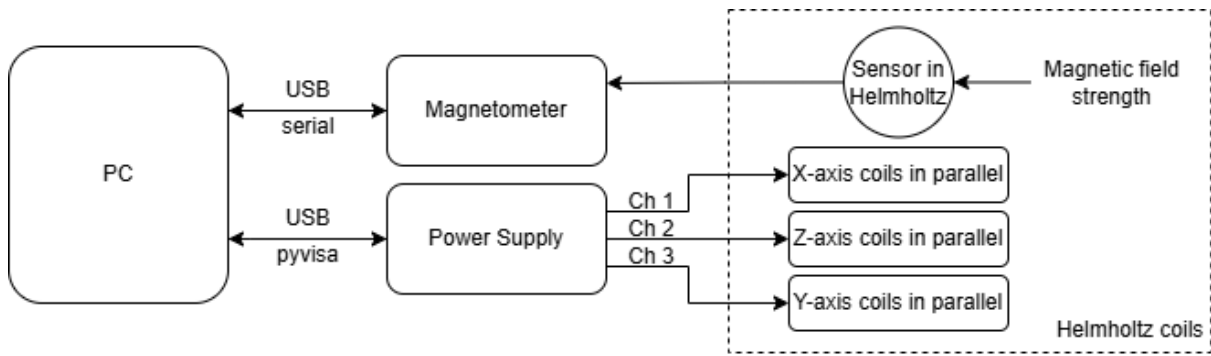 PC
USB
serial
USB
pyvisa
Magnetometer
Power Supply
Ch 1
Ch 2
Ch 3
Sensor in
Helmholtz
Magnetic field
strength
X-axis coils in parallel
Z-axis coils in parallel
Y-axis coils in parallel
Helmholtz coils